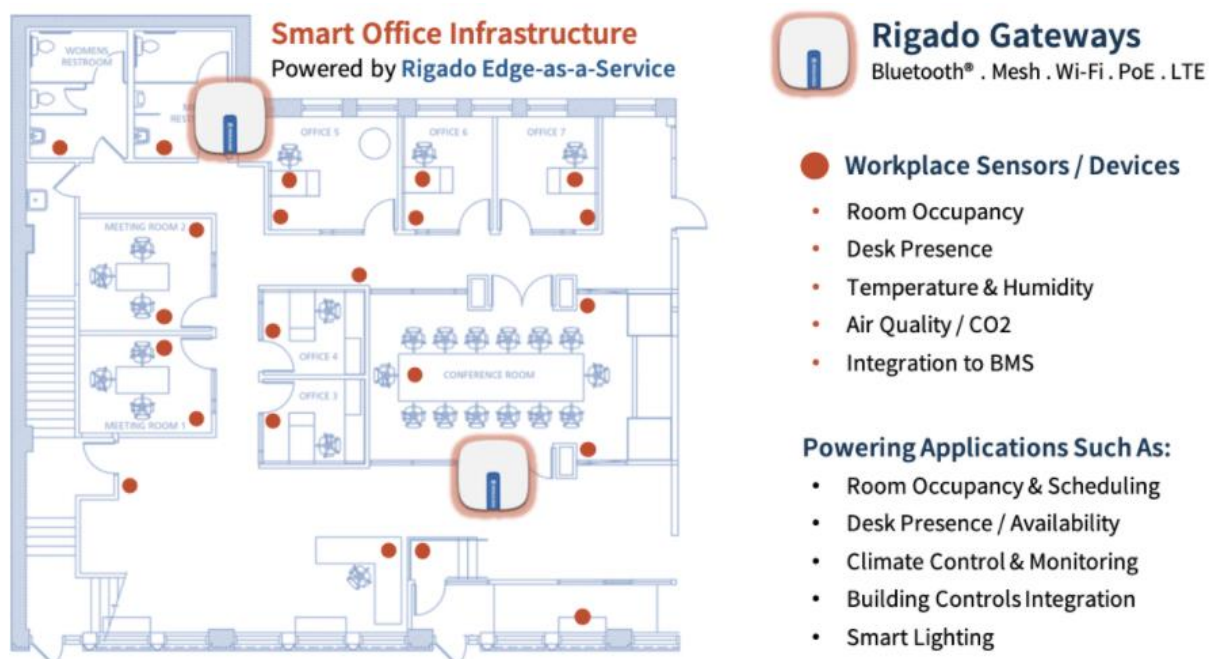 Smart Office Infrastructure
Powered by Rigado Edge-as-a-Service
WOMENS
RESTROOM
OFFICE 5
OFFICE 6
OFFICE 7
MEETING ROOM 2
OFFICE 4
CONFERENCE ROOM
OFFICE 3
MEETING ROOM 1
Rigado Gateways
Bluetooth® . Mesh . Wi-Fi . PoE . LTE
Workplace Sensors / Devices
• Room Occupancy
• Desk Presence
• Temperature & Humidity
• Air Quality / CO2
• Integration to BMS
Powering Applications Such As:
• Room Occupancy & Scheduling
• Desk Presence / Availability
• Climate Control & Monitoring
• Building Controls Integration
• Smart Lighting